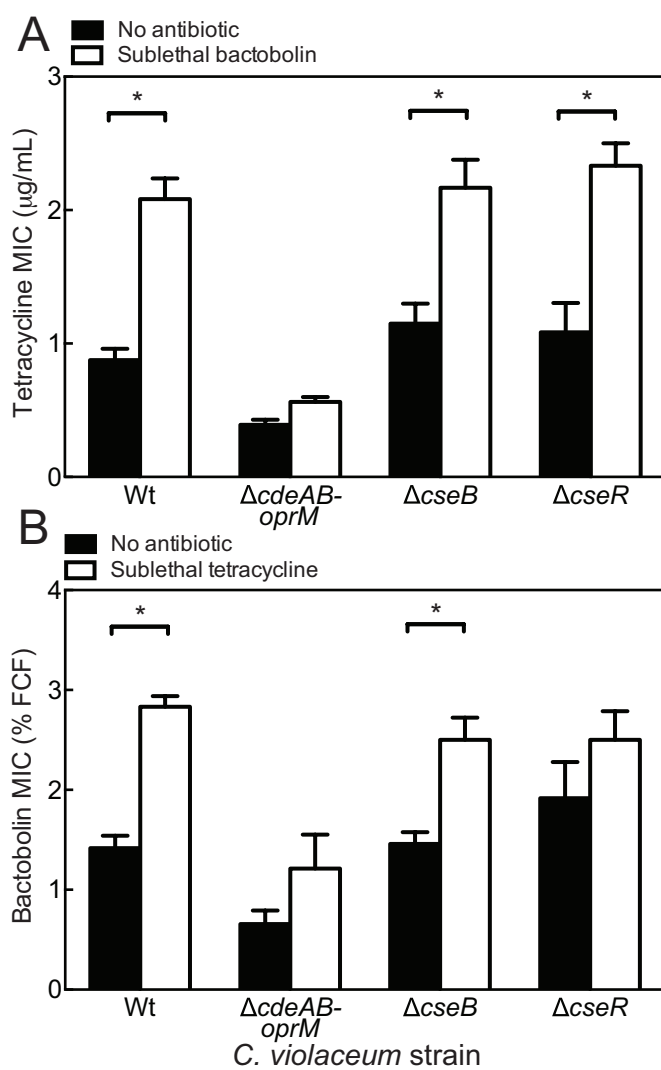 A
No antibiotic
Sublethal bactobolin
Tetracycline MIC (μg/mL)
3
2
1
0
*
*
*
Wt
ΔcdeAB-
oprM
ΔcseB
ΔcseR
B
No antibiotic
Sublethal tetracycline
Bactobolin MIC (% FCF)
4
3
2
1
0
*
*
Wt
ΔcdeAB-
oprM
ΔcseB
ΔcseR
C. violaceum strain